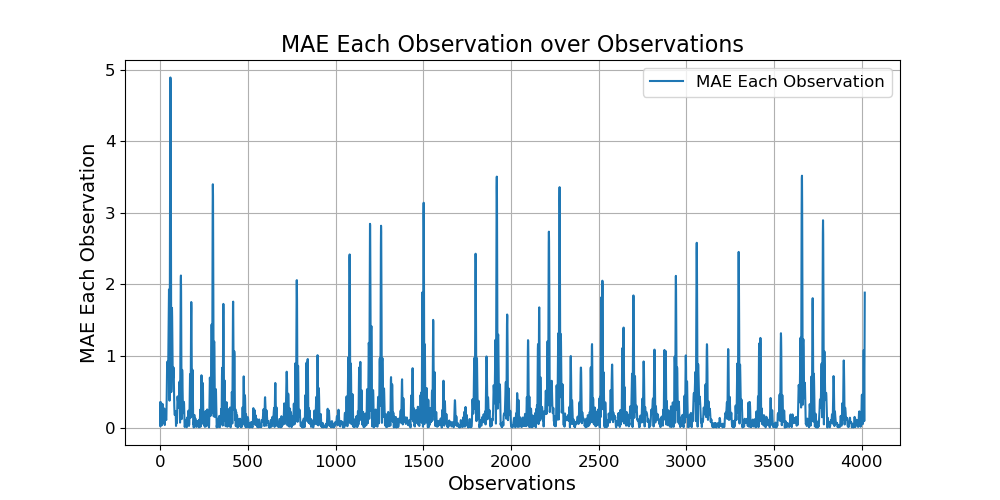 MAE Each Observation over Observations
MAE Each Observation
5
4
3
2
1
0
MAE Each Observation
0 500 1000 1500 2000 2500 3000 3500 4000
Observations